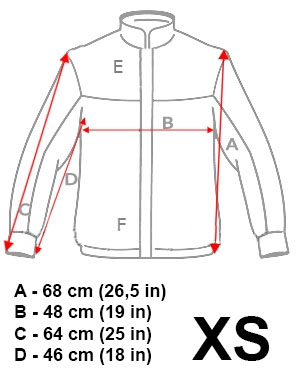 E
B
A
D
C
F
A - 68 cm (26,5 in)
B - 48 cm (19 in)
C - 64 cm (25 in)
D - 46 cm (18 in)
XS